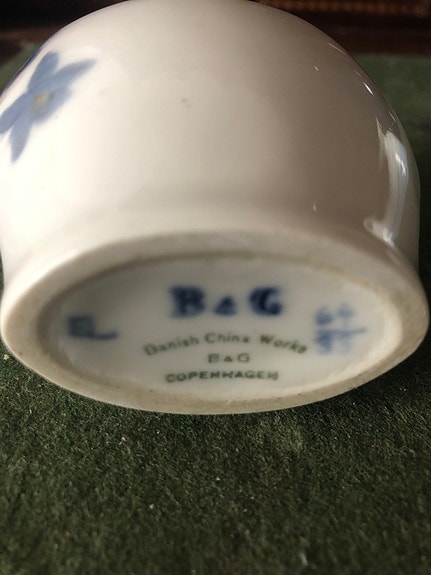 B & G
Danish China Works
B & G
COPENHAGEN